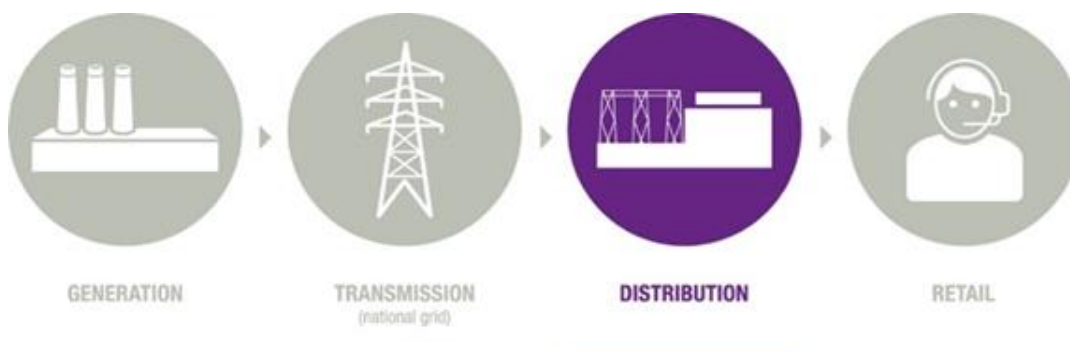 GENERATION
TRANSMISSION
(national grid)
DISTRIBUTION
RETAIL